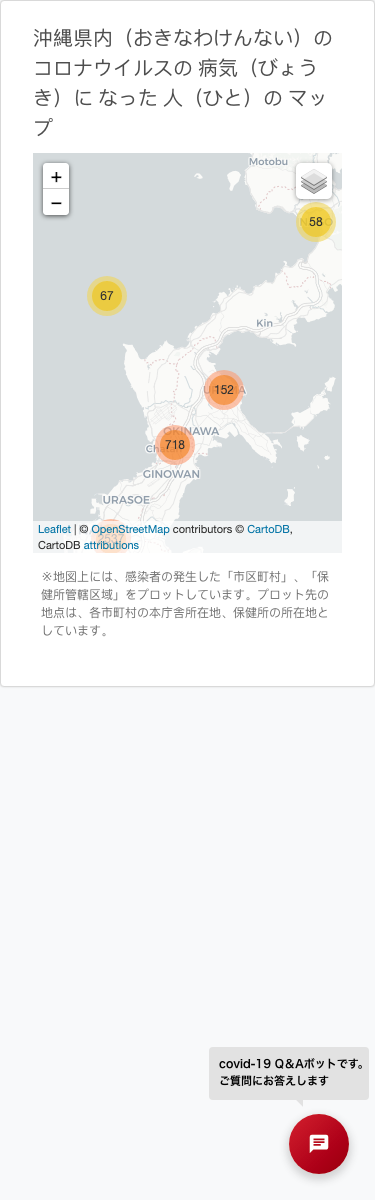 沖縄県内（おきなわけんない）の
コロナウイルスの 病気（びょう
き）に なった 人（ひと）の マッ
プ
Motobu
+
−
58
67
Kin
152
OKINAWA
718
GINOWAN
URASOE
2537
Leaflet | © OpenStreetMap contributors © CartoDB,
CartoDB attributions
※地図上には、感染者の発生した「市区町村」、「保
健所管轄区域」をプロットしています。プロット先の
地点は、各市町村の本庁舎所在地、保健所の所在地と
しています。
covid-19 Q＆Aボットです。
ご質問にお答えします